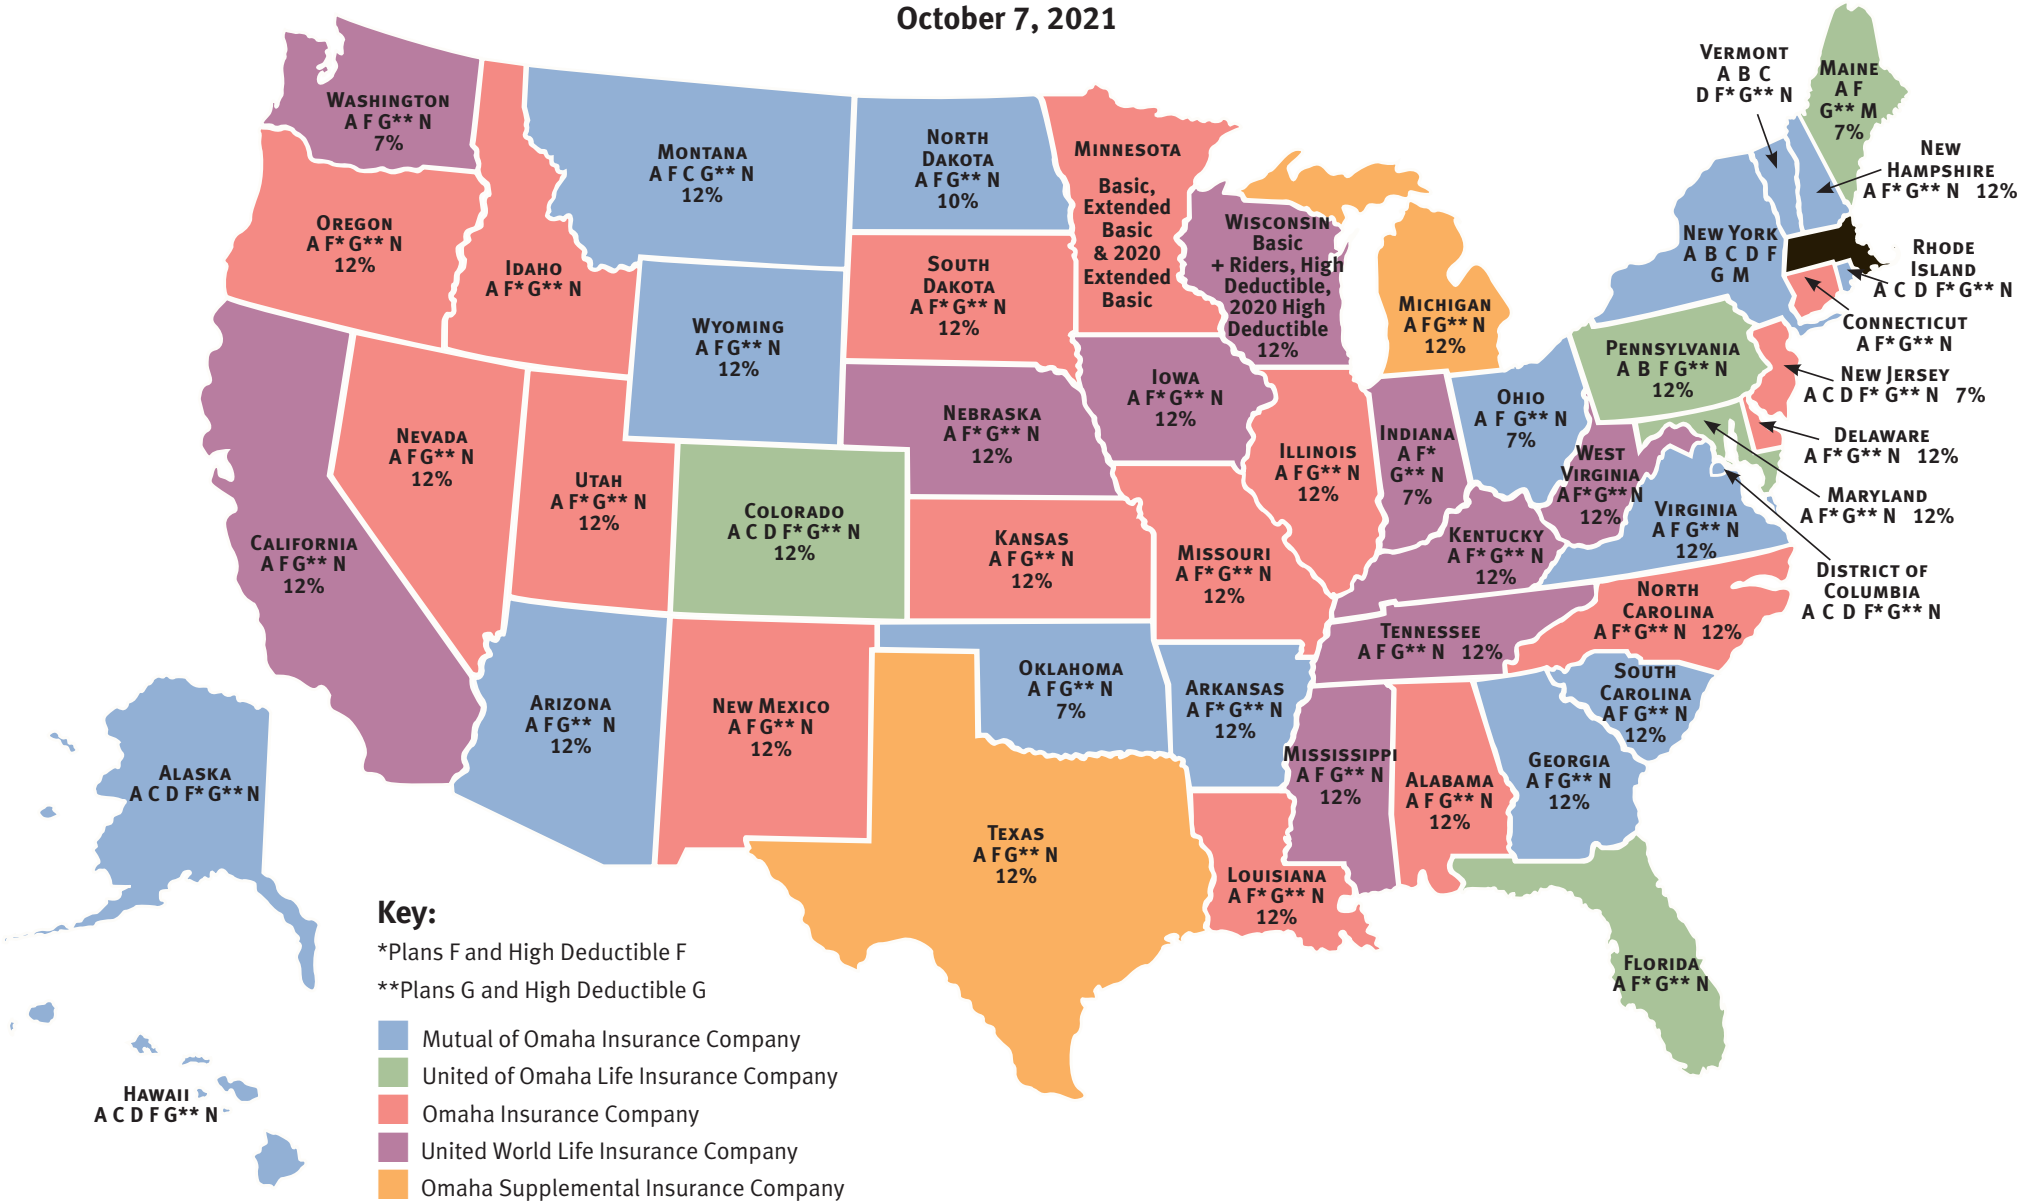 October 7, 2021
WASHINGTON
A F G** N
7%
OREGON
A F* G** N
12%
IDAHO
A F* G** N
MONTANA
A F C G** N
12%
NORTH
DAKOTA
A F G** N
10%
MINNESOTA
Basic,
Extended
Basic
& 2020
Extended
Basic
WISCONSIN
Basic
+ Riders, High
Deductible,
2020 High
Deductible
12%
MICHIGAN
A F G** N
12%
VERMONT
A B C
D F* G** N
MAINE
A F
G** M
7%
NEW
HAMPSHIRE
A F* G** N 12%
NEW YORK
A B C D F
G M
RHODE
ISLAND
A C D F* G** N
CONNECTICUT
A F* G** N
NEW JERSEY
A C D F* G** N 7%
DELAWARE
A F* G** N 12%
MARYLAND
A F* G** N 12%
DISTRICT OF
COLUMBIA
A C D F* G** N
SOUTH
DAKOTA
A F* G** N
12%
WYOMING
A F G** N
12%
NEBRASKA
A F* G** N
12%
IOWA
A F* G** N
12%
ILLINOIS
A F G** N
12%
INDIANA
A F*
G** N
7%
OHIO
A F G** N
7%
PENNSYLVANIA
A B F G** N
12%
WEST
VIRGINIA
A F* G** N
12%
VIRGINIA
A F G** N
12%
KENTUCKY
A F* G** N
12%
NORTH
CAROLINA
A F* G** N 12%
TENNESSEE
A F G** N 12%
SOUTH
CAROLINA
A F G** N
12%
GEORGIA
A F G** N
12%
ALABAMA
A F G** N
12%
MISSISSIPPI
A F G** N
12%
FLORIDA
A F* G** N
NEVADA
A F G** N
12%
UTAH
A F* G** N
12%
COLORADO
A C D F* G** N
12%
KANSAS
A F G** N
12%
MISSOURI
A F* G** N
12%
CALIFORNIA
A F G** N
12%
ARIZONA
A F G** N
12%
NEW MEXICO
A F G** N
12%
OKLAHOMA
A F G** N
7%
ARKANSAS
A F* G** N
12%
TEXAS
A F G** N
12%
LOUISIANA
A F* G** N
12%
ALASKA
A C D F* G** N
HAWAII
A C D F G** N
Key:
*Plans F and High Deductible F
**Plans G and High Deductible G
Mutual of Omaha Insurance Company
United of Omaha Life Insurance Company
Omaha Insurance Company
United World Life Insurance Company
Omaha Supplemental Insurance Company